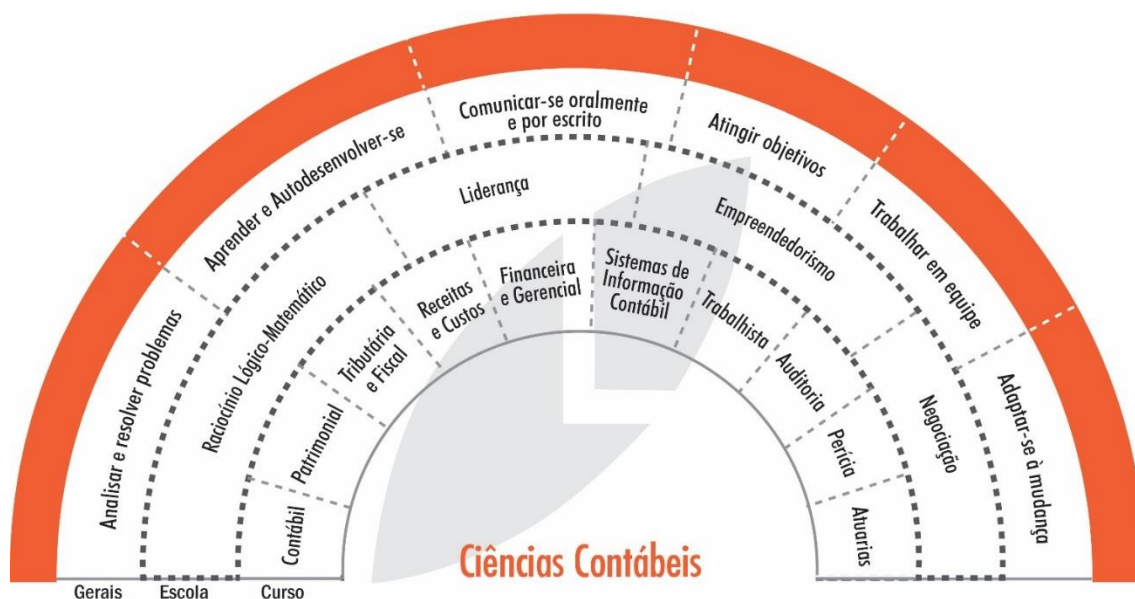 Analisar e resolver problemas
Aprender e Autodesenvolver-se
Comunicar-se oralmente
e por escrito
Atingir objetivos
Trabalhar em equipe
Adaptar-se à mudança
Raciocínio Lógico-Matemático
Liderança
Empreendedorismo
Negociação
Contábil
Patrimonial
Tributária
e Fiscal
Receitas
e Custos
Financeira
e Gerencial
Sistemas de
Informação
Contábil
Trabalhista
Auditoria
Perícia
Atuarias
Ciências Contábeis
Gerais
Escola
Curso